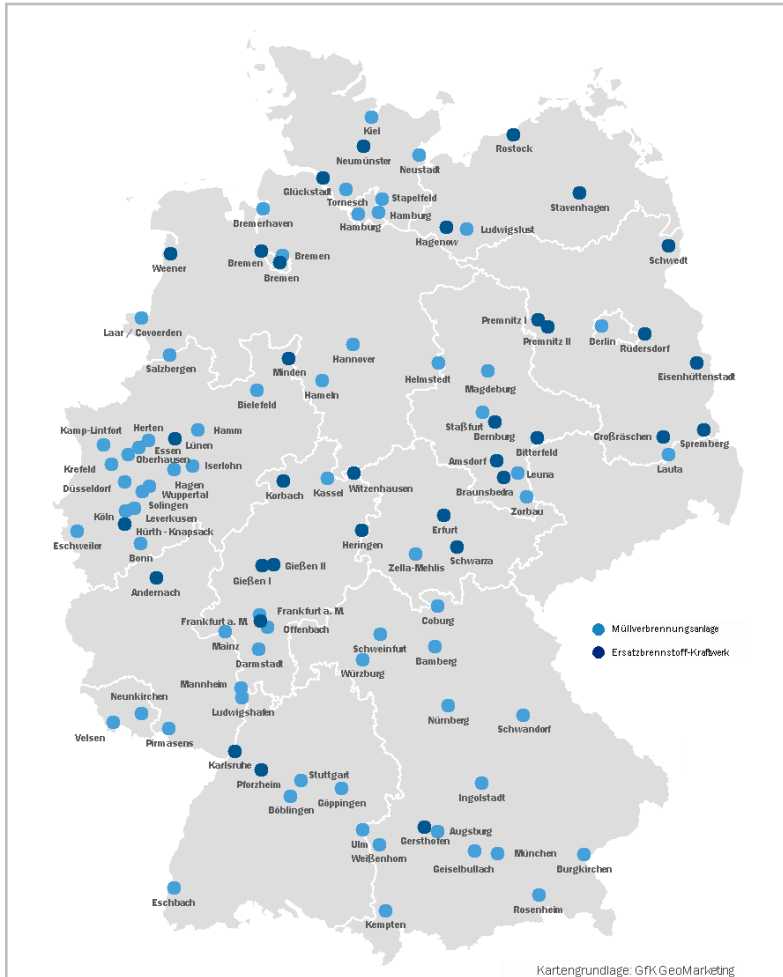 Kiel
Rostock
Neumünster
Neustadt
Glückstadt
Stavenhagen
Tornesch
Stapelfeld
Bremerhaven
Hamburg
Hamburg
Hagenow
Ludwigslust
Schwedt
Weener
Bremen
Bremen
Bremen
Laar / Covoerden
Premnitz I
Premnitz II
Berlin
Rüdersdorf
Hannover
Salzbergen
Minden
Helmstedt
Magdeburg
Eisenhüttenstadt
Hameln
Bielefeld
Staßfurt
Bernburg
Kamp-Lintfort
Herten
Hamm
Essen
Lünen
Bitterfeld
Großräschen
Spremberg
Oberhausen
Krefeld
Iserlohn
Amsdorf
Leuna
Lauta
Düsseldorf
Hagen
Wuppertal
Korbach
Kassel
Witzenhausen
Braunsbedra
Zorbau
Solingen
Köln
Leverkusen
Hürth - Knapsack
Erfurt
Eschweiler
Bonn
Heringen
Zella-Mehlis
Schwarza
Gießen II
Gießen I
Andernach
Frankfurt a. M.
Frankfurt a. M.
Coburg
Offenbach
Mainz
Schweinfurt
Darmstadt
Würzburg
Bamberg
Müllverbrennungsanlage
Ersatzbrennstoff-Kraftwerk
Mannheim
Neunkirchen
Ludwigshafen
Nürnberg
Schwandorf
Velsen
Pirmasens
Karlsruhe
Pforzheim
Stuttgart
Göppingen
Böblingen
Ingolstadt
Ulm
Gersthofen
Augsburg
Weißenhorn
Geiselbullach
München
Burgkirchen
Eschbach
Rosenheim
Kempten
Kartengrundlage: GfK GeoMarketing